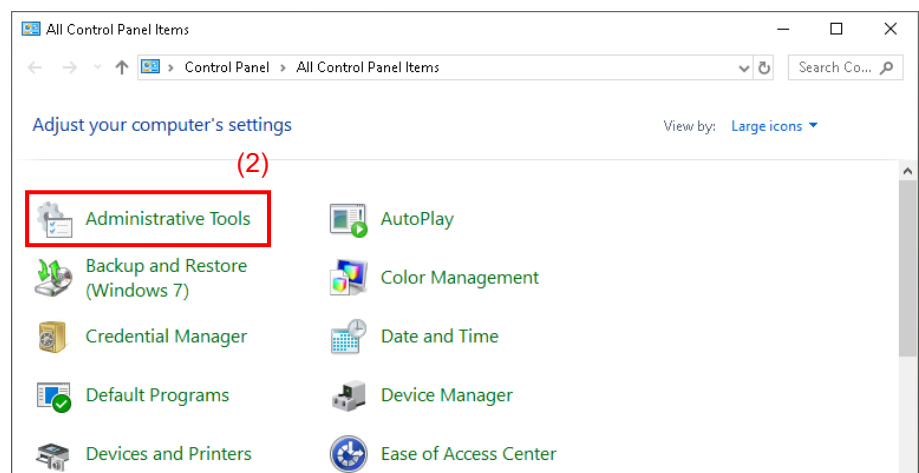 All Control Panel Items
Control Panel > All Control Panel Items
Search Co...
Adjust your computer's settings
View by: Large icons
(2)
Administrative Tools
AutoPlay
Backup and Restore
(Windows 7)
Color Management
Credential Manager
Date and Time
Default Programs
Device Manager
Devices and Printers
Ease of Access Center